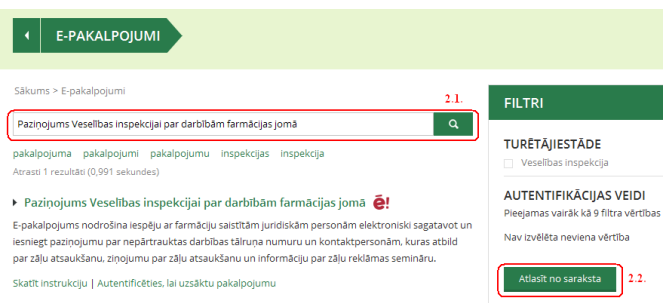 E-PAKALPOJUMI
Sākums > E-pakalpojumi
2.1.
Paziņojums Veselības inspekcijai par darbībām farmācijas jomā
pakalpojuma pakalpojumi pakalpojumu inspekcijas inspekcija
Atrasti 1 rezultāti (0,991 sekundes)
Paziņojums Veselības inspekcijai par darbībām farmācijas jomā ē!
E-pakalpojums nodrošina iespēju ar farmāciju saistītām juridiskām personām elektroniski sagatavot un
iesniegt paziņojumu par nepārtrauktas darbības tālruņa numuru un kontaktpersonām, kuras atbild
par zāļu atsaukšanu, ziņojumu par zāļu atsaukšanu un informāciju par zāļu reklāmas semināru.
Skatīt instrukciju | Autentificēties, lai uzsāktu pakalpojumu
FILTRI
TURĒTĀJIESTĀDE
Veselības inspekcija
AUTENTIFIKĀCIJAS VEIDI
Pieejamas vairāk kā 9 filtra vērtības
Nav izvēlēta neviena vērtība
Atlasīt no saraksta
2.2.